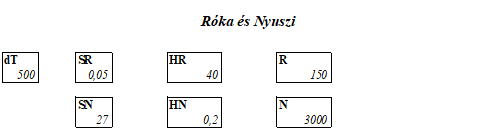 Róka és Nyuszi
dT SR HR R
500 0,05 40 150
SN HN N
27 0,2 3000